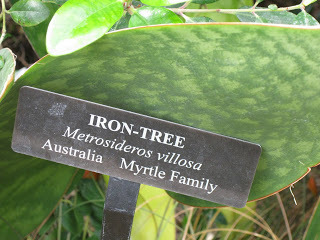 IRON-TREE
Metrosideros villosa
Australia Myrtle Family